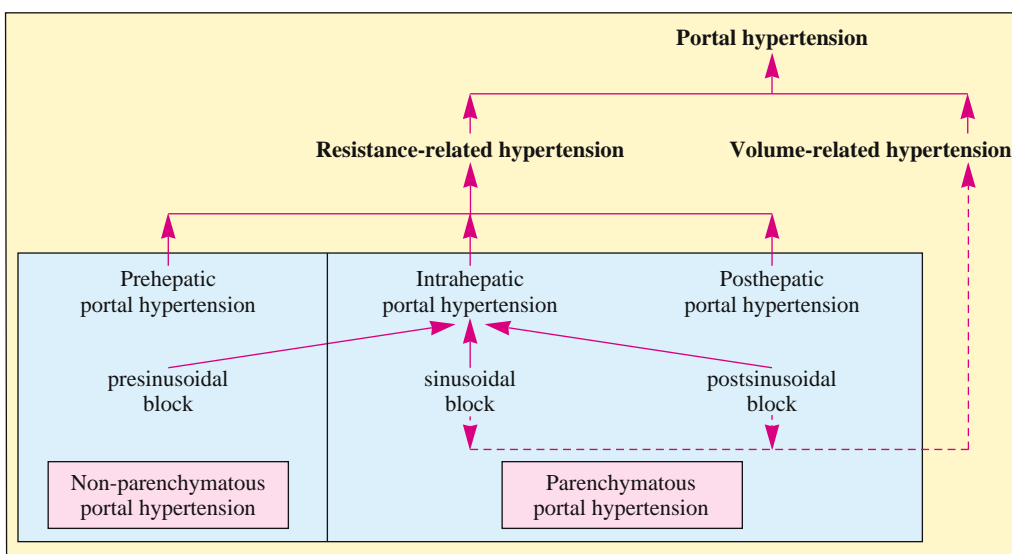 Portal hypertension
Resistance-related hypertension
Volume-related hypertension
Prehepatic
portal hypertension
Intrahepatic
portal hypertension
Posthepatic
portal hypertension
presinusoidal
block
sinusoidal
block
postsinusoidal
block
Non-parenchymatous
portal hypertension
Parenchymatous
portal hypertension